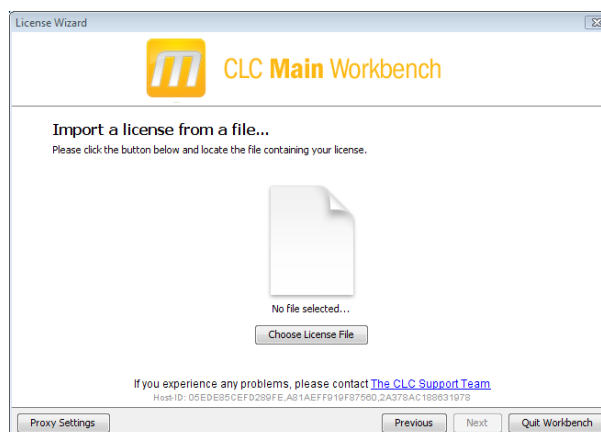 License Wizard
CLC Main Workbench
Import a license from a file...
Please click the button below and locate the file containing your license.
No file selected...
Choose License File
If you experience any problems, please contact The CLC Support Team
Host-ID: 05EDE85CEFD289FE,A81AEFF919F87560,2A378AC188631978
Proxy Settings Previous Next Quit Workbench